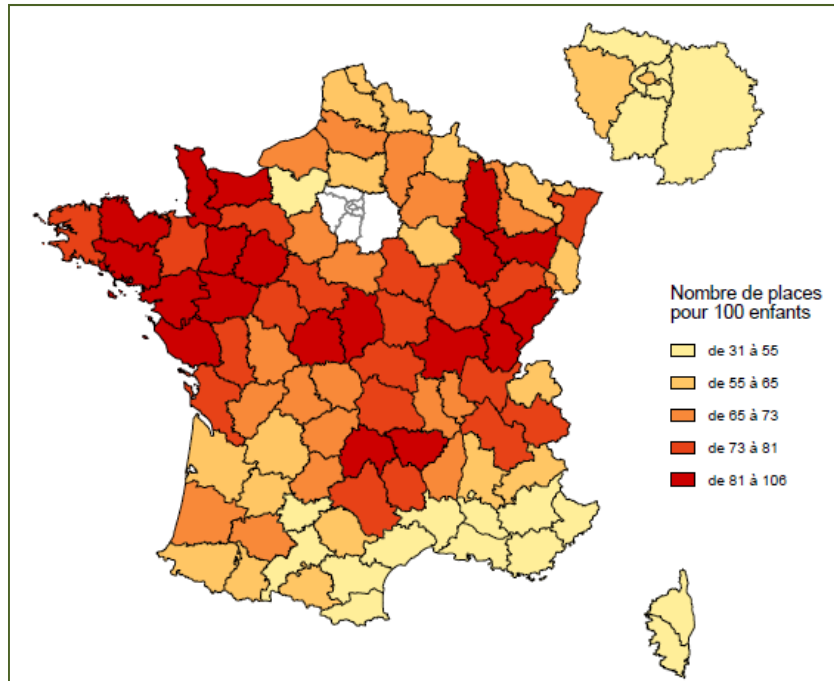 Nombre de places
pour 100 enfants
de 31 à 55
de 55 à 65
de 65 à 73
de 73 à 81
de 81 à 106